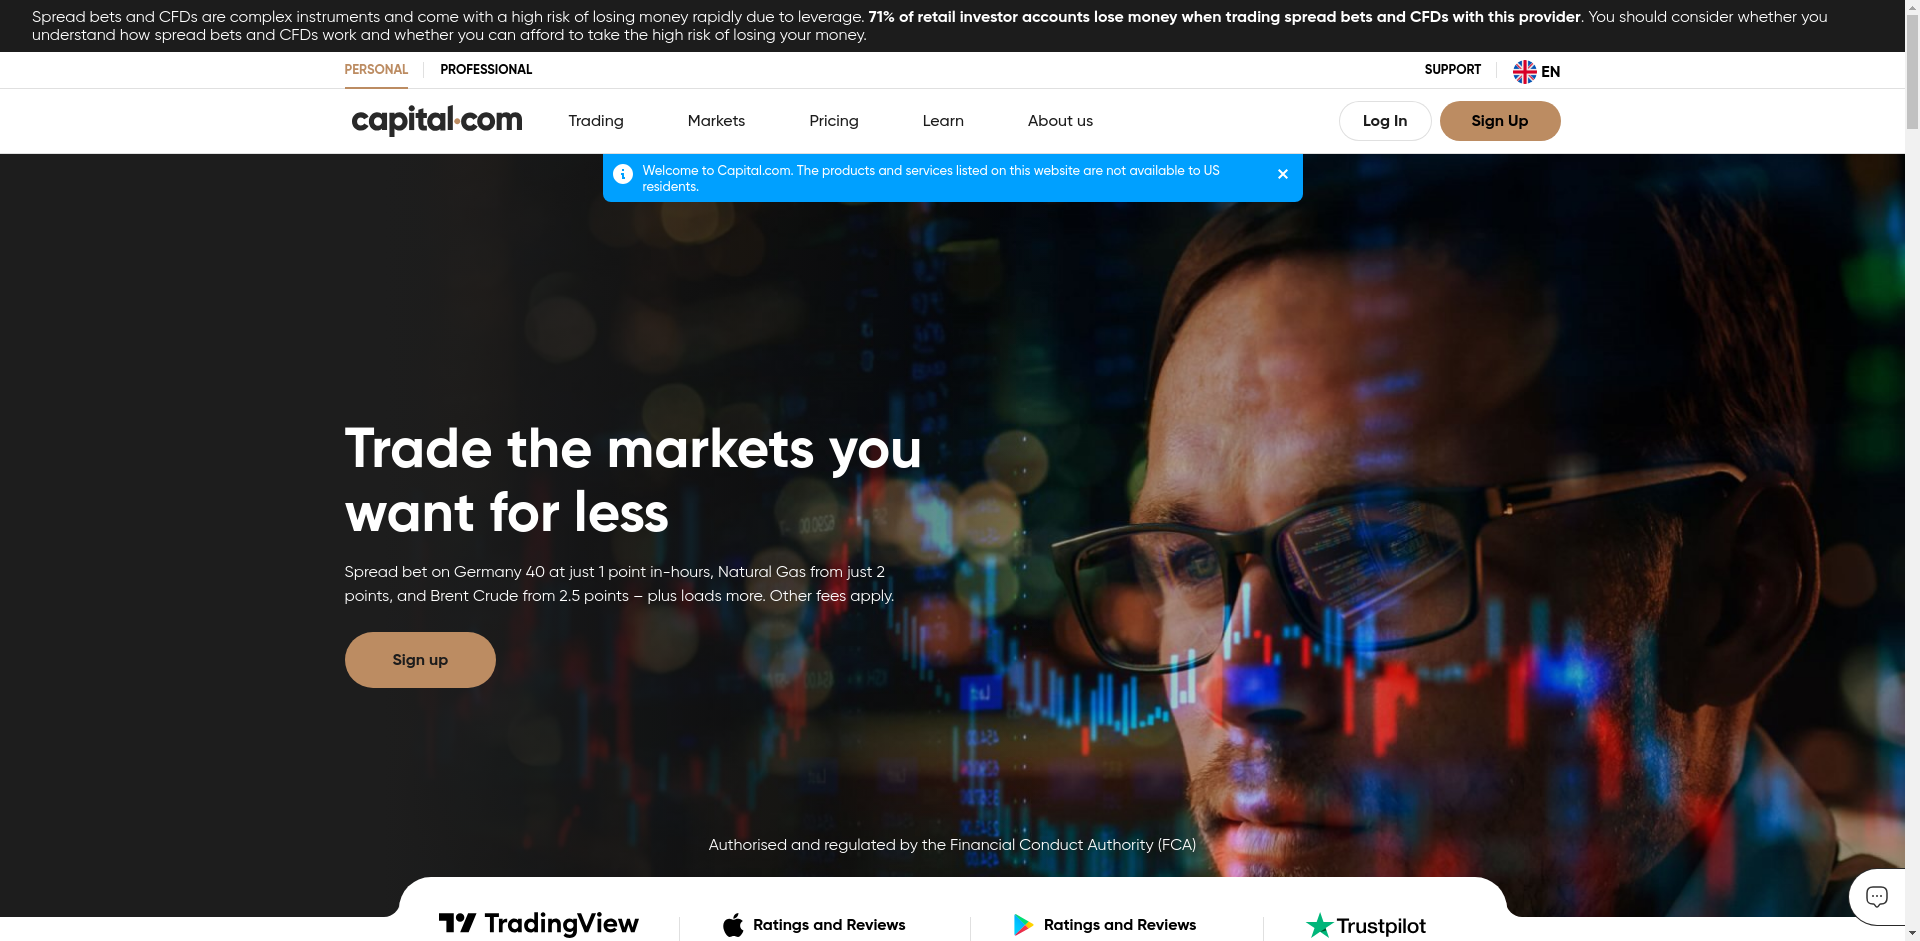 Spread bets and CFDs are complex instruments and come with a high risk of losing money rapidly due to leverage. 71% of retail investor accounts lose money when trading spread bets and CFDs with this provider. You should consider whether you
understand how spread bets and CFDs work and whether you can afford to take the high risk of losing your money.
PERSONAL PROFESSIONAL SUPPORT EN
capital.com Trading Markets Pricing Learn About us Log In Sign Up
Welcome to Capital.com. The products and services listed on this website are not available to US
residents.
Trade the markets you
want for less
Spread bet on Germany 40 at just 1 point in-hours, Natural Gas from just 2
points, and Brent Crude from 2.5 points – plus loads more. Other fees apply.
Sign up
Authorised and regulated by the Financial Conduct Authority (FCA)
TradingView Ratings and Reviews Ratings and Reviews Trustpilot